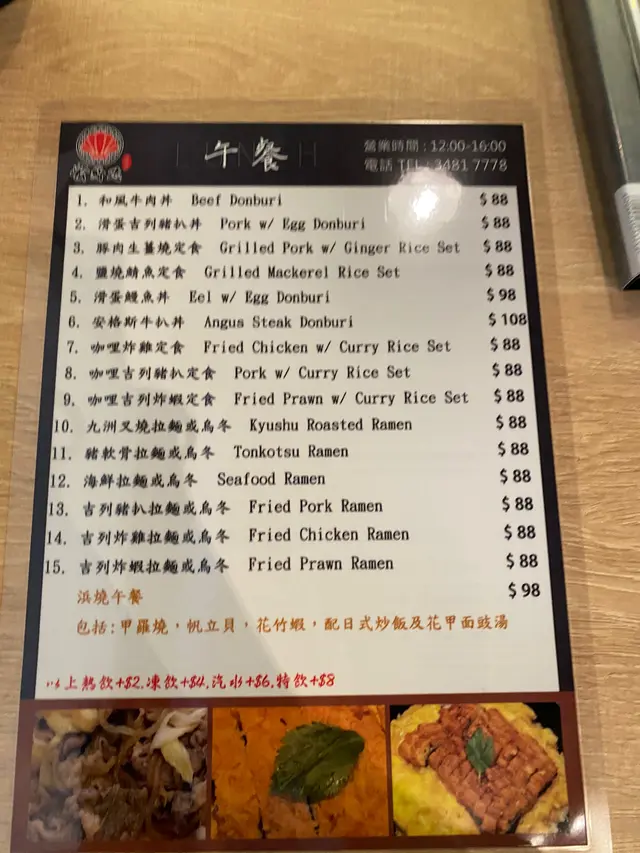 午餐
營業時間 : 12:00-16:00
電話 TEL : 3481 7778
1. 和風牛肉丼 Beef Donburi $ 88
2. 滑蛋吉列豬扒丼 Pork w/ Egg Donburi $ 88
3. 豚肉生薑燒定食 Grilled Pork w/ Ginger Rice Set $ 88
4. 鹽燒鯖魚定食 Grilled Mackerel Rice Set $ 88
5. 滑蛋鰻魚丼 Eel w/ Egg Donburi $ 98
6. 安格斯牛扒丼 Angus Steak Donburi $ 108
7. 咖哩炸雞定食 Fried Chicken w/ Curry Rice Set $ 88
8. 咖哩吉列豬扒定食 Pork w/ Curry Rice Set $ 88
9. 咖哩吉列炸蝦定食 Fried Prawn w/ Curry Rice Set $ 88
10. 九洲叉燒拉麵或烏冬 Kyushu Roasted Ramen $ 88
11. 豬軟骨拉麵或烏冬 Tonkotsu Ramen $ 88
12. 海鮮拉麵或烏冬 Seafood Ramen $ 88
13. 吉列豬扒拉麵或烏冬 Fried Pork Ramen $ 88
14. 吉列炸雞拉麵或烏冬 Fried Chicken Ramen $ 88
15. 吉列炸蝦拉麵或烏冬 Fried Prawn Ramen $ 88
浜燒午餐 $ 98
包括:甲羅燒，帆立貝，花竹蝦，配日式炒飯及花甲面豉湯
以上熱飲+$2,凍飲+$4,汽水+$6,特飲+$8